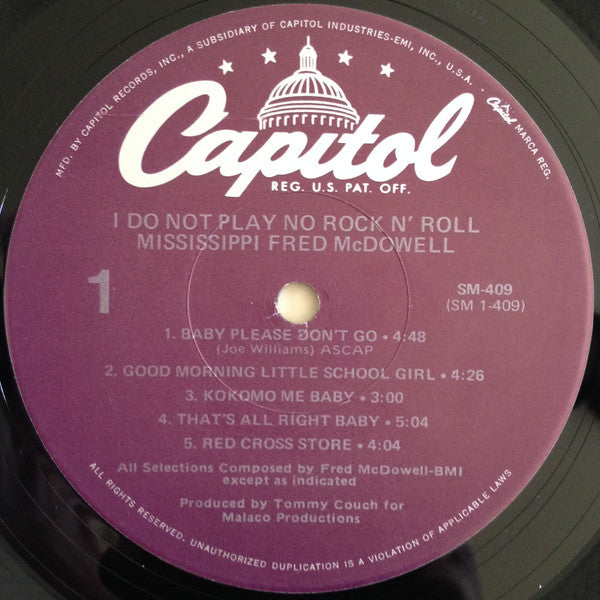 MFD. BY CAPITOL RECORDS, INC., A SUBSIDIARY OF CAPITOL INDUSTRIES-EMI, INC., U.S.A. • Capitol MARCA REG.
Capitol
REG. U.S. PAT. OFF.
I DO NOT PLAY NO ROCK N' ROLL
MISSISSIPPI FRED McDOWELL
1
SM-409
(SM 1-409)
1. BABY PLEASE DON'T GO • 4:48
(Joe Williams) ASCAP
2. GOOD MORNING LITTLE SCHOOL GIRL • 4:26
3. KOKOMO ME BABY • 3:00
4. THAT'S ALL RIGHT BABY • 5:04
5. RED CROSS STORE • 4:04
All Selections Composed by Fred McDowell-BMI
except as indicated
Produced by Tommy Couch for
Malaco Productions
ALL RIGHTS RESERVED, UNAUTHORIZED DUPLICATION IS A VIOLATION OF APPLICABLE LAWS